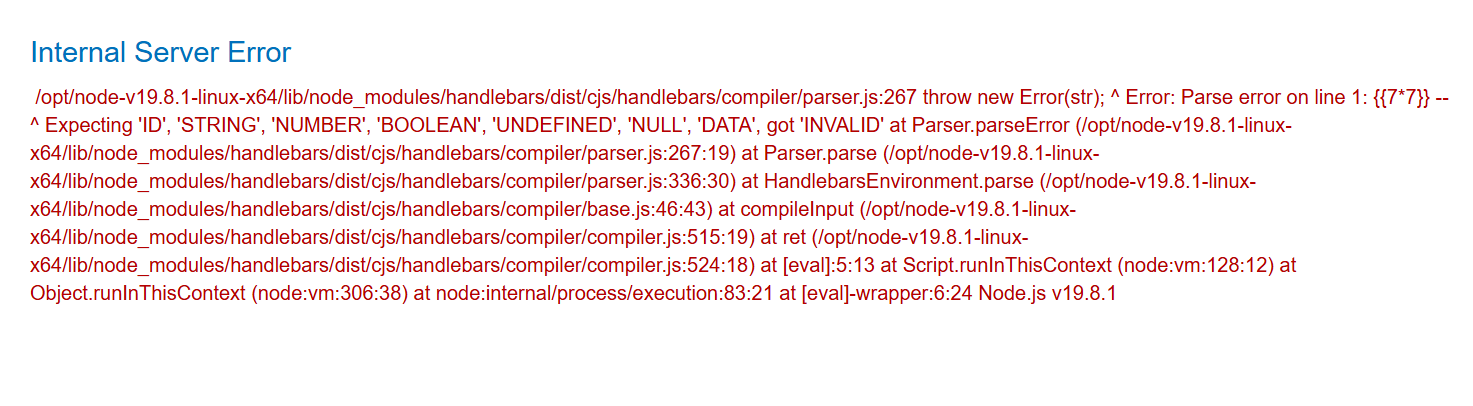 Internal Server Error
/opt/node-v19.8.1-linux-x64/lib/node_modules/handlebars/dist/cjs/handlebars/compiler/parser.js:267 throw new Error(str); ^ Error: Parse error on line 1: {{7*7}} --
^ Expecting 'ID', 'STRING', 'NUMBER', 'BOOLEAN', 'UNDEFINED', 'NULL', 'DATA', got 'INVALID' at Parser.parseError (/opt/node-v19.8.1-linux-
x64/lib/node_modules/handlebars/dist/cjs/handlebars/compiler/parser.js:267:19) at Parser.parse (/opt/node-v19.8.1-linux-
x64/lib/node_modules/handlebars/dist/cjs/handlebars/compiler/parser.js:336:30) at HandlebarsEnvironment.parse (/opt/node-v19.8.1-linux-
x64/lib/node_modules/handlebars/dist/cjs/handlebars/compiler/base.js:46:43) at compileInput (/opt/node-v19.8.1-linux-
x64/lib/node_modules/handlebars/dist/cjs/handlebars/compiler/compiler.js:515:19) at ret (/opt/node-v19.8.1-linux-
x64/lib/node_modules/handlebars/dist/cjs/handlebars/compiler/compiler.js:524:18) at [eval]:5:13 at Script.runInThisContext (node:vm:128:12) at
Object.runInThisContext (node:vm:306:38) at node:internal/process/execution:83:21 at [eval]-wrapper:6:24 Node.js v19.8.1